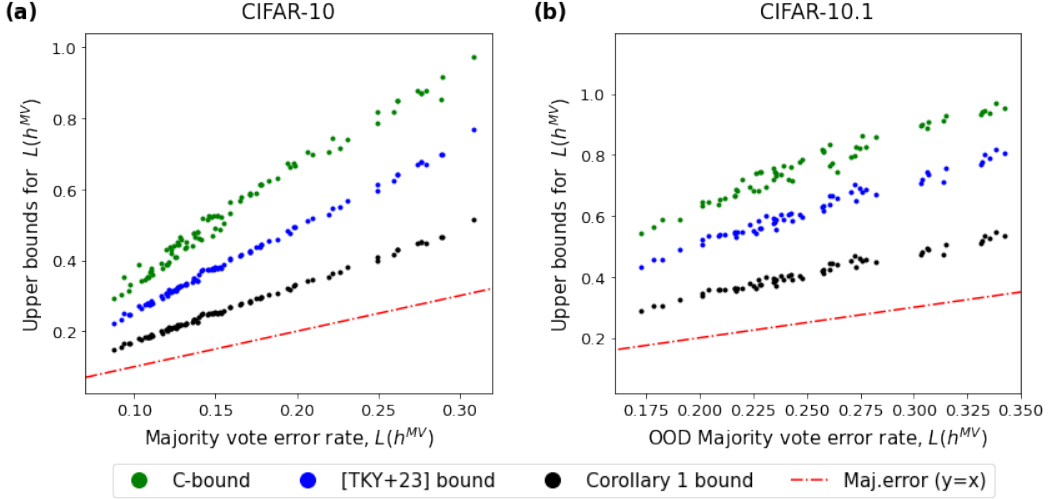 (a)
CIFAR-10
Upper bounds for L(h^MV)
1.0
0.8
0.6
0.4
0.2
0.10
0.15
0.20
0.25
0.30
Majority vote error rate, L(h^MV)
(b)
CIFAR-10.1
Upper bounds for L(h^MV)
1.0
0.8
0.6
0.4
0.2
0.175
0.200
0.225
0.250
0.275
0.300
0.325
0.350
OOD Majority vote error rate, L(h^MV)
C-bound
[TKY+23] bound
Corollary 1 bound
Maj.error (y=x)